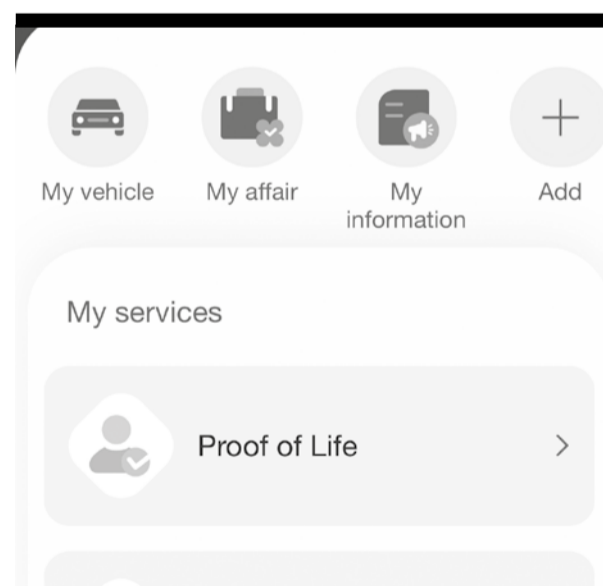 My vehicle
My affair
My
information
Add
My services
Proof of Life